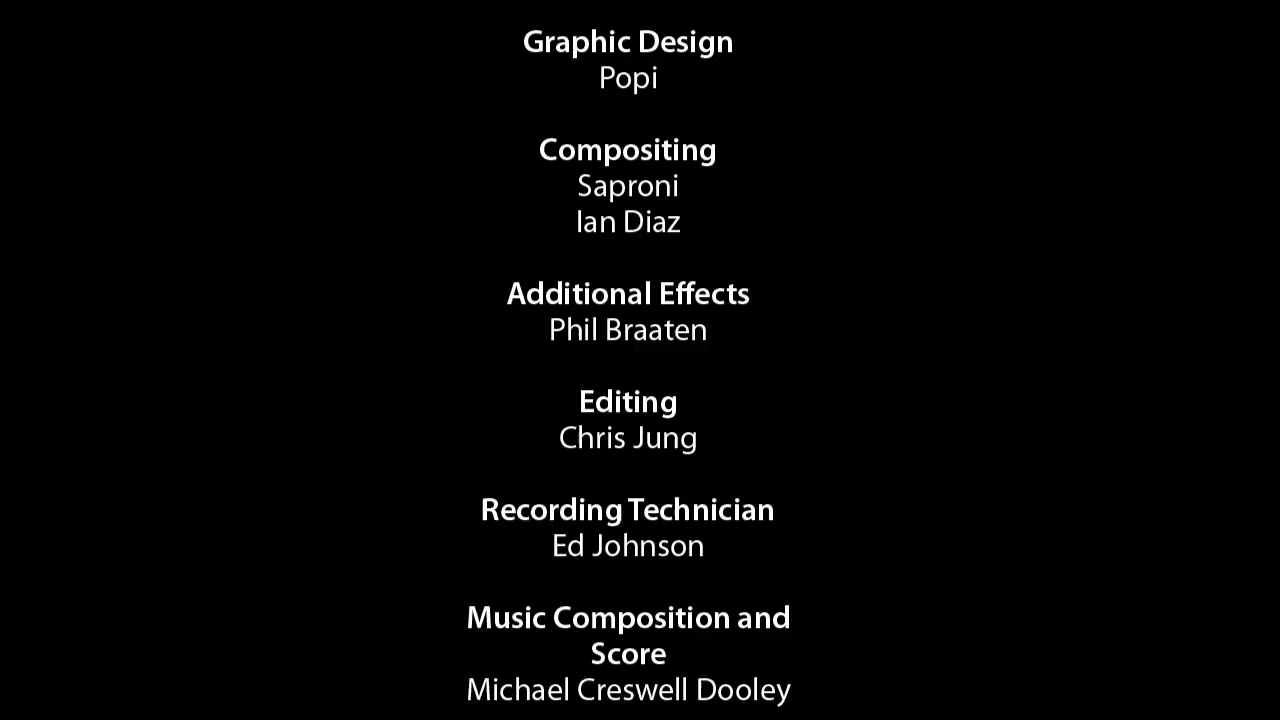 Graphic Design
Popi
Compositing
Saproni
Ian Diaz
Additional Effects
Phil Braaten
Editing
Chris Jung
Recording Technician
Ed Johnson
Music Composition and
Score
Michael Creswell Dooley